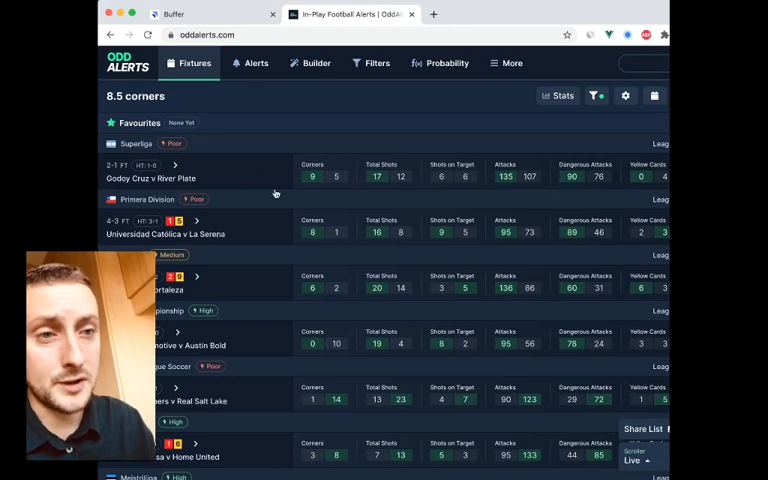 Buffer
In-Play Football Alerts | OddAl
oddalerts.com
ODD
ALERTS
Fixtures
Alerts
Builder
Filters
Probability
More
8.5 corners
Stats
Favourites
None Yet
Superliga
Poor
Leag
2-1 FT
HT: 1-0
Godoy Cruz v River Plate
Corners
9 5
Total Shots
17 12
Shots on Target
6 6
Attacks
135 107
Dangerous Attacks
90 76
Yellow Cards
0 4
Primera Division
Poor
Leag
4-3 FT
HT: 3-1
1 5
Universidad Católica v La Serena
Corners
8 1
Total Shots
16 8
Shots on Target
9 5
Attacks
95 73
Dangerous Attacks
89 46
Yellow Cards
2 3
Medium
Leag
ortaleza
Corners
6 2
Total Shots
20 14
Shots on Target
3 5
Attacks
136 86
Dangerous Attacks
60 31
Yellow Cards
6 3
pionship
High
Leag
motive v Austin Bold
Corners
0 10
Total Shots
19 4
Shots on Target
8 2
Attacks
95 56
Dangerous Attacks
78 24
Yellow Cards
3 3
gue Soccer
Poor
Leag
pers v Real Salt Lake
Corners
1 14
Total Shots
13 23
Shots on Target
4 7
Attacks
90 123
Dangerous Attacks
29 72
Yellow Cards
1 5
High
1 6
sa v Home United
Corners
3 8
Total Shots
7 13
Shots on Target
5 3
Attacks
95 133
Dangerous Attacks
44 85
Share List
Scroller
Live
Meistriliiga
High